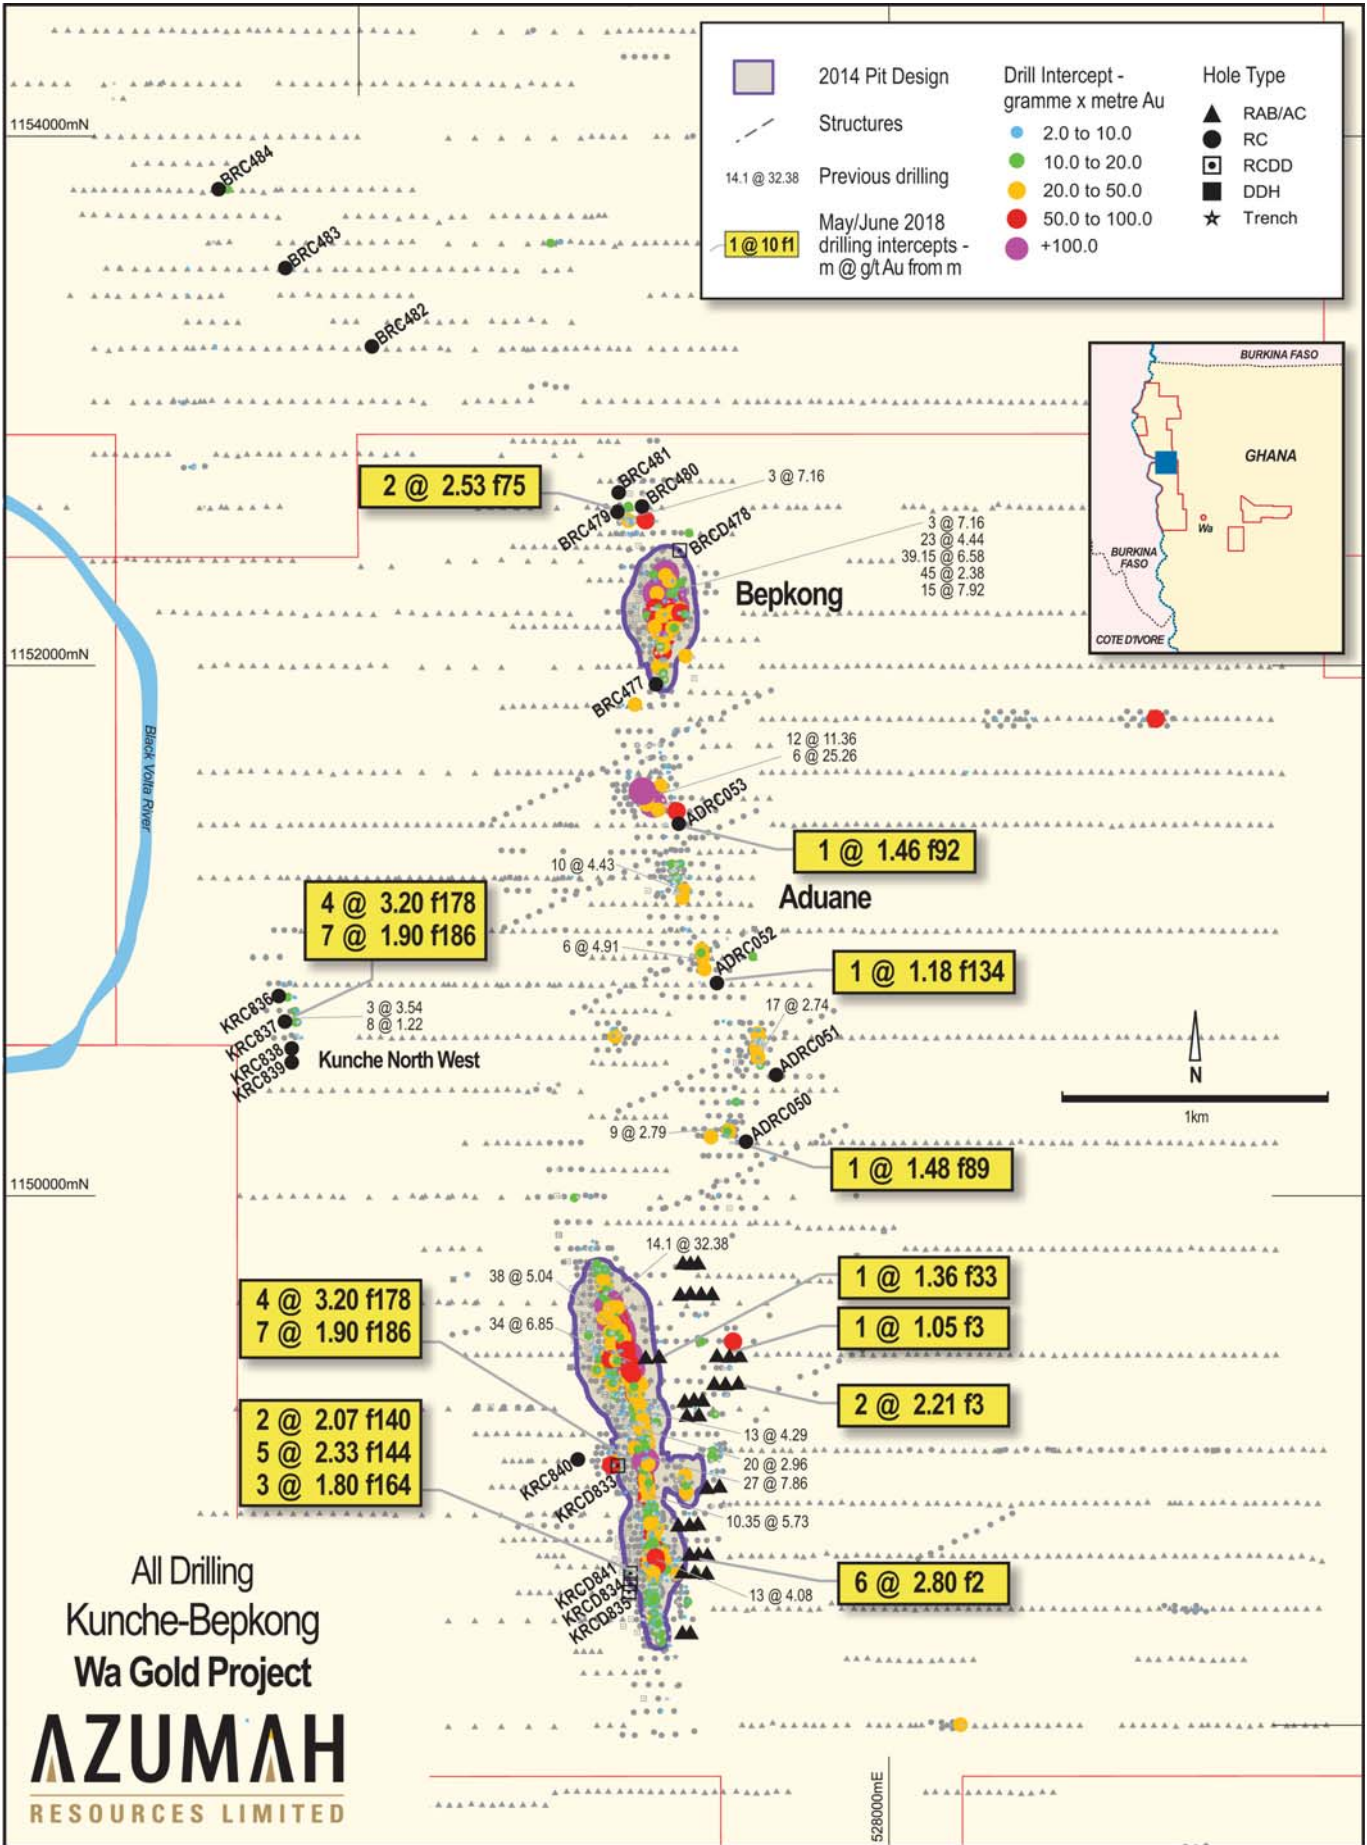 2014 Pit Design
Structures
14.1 @ 32.38
Previous drilling
1 @ 10 f1
May/June 2018
drilling intercepts -
m @ g/t Au from m
Drill Intercept -
gramme x metre Au
2.0 to 10.0
10.0 to 20.0
20.0 to 50.0
50.0 to 100.0
+100.0
Hole Type
RAB/AC
RC
RCDD
DDH
Trench
1154000mN
BRC484
BRC483
BRC482
BURKINA FASO
GHANA
Wa
BURKINA
FASO
COTE D'IVORE
2 @ 2.53 f75
BRC481
BRC480
BRC479
3 @ 7.16
BRCD478
3 @ 7.16
23 @ 4.44
39.15 @ 6.58
45 @ 2.38
15 @ 7.92
Bepkong
1152000mN
BRC477
Black Volta River
12 @ 11.36
6 @ 25.26
ADRC053
1 @ 1.46 f92
10 @ 4.43
Aduane
4 @ 3.20 f178
7 @ 1.90 f186
6 @ 4.91
ADRC052
1 @ 1.18 f134
KRC836
KRC837
KRC838
KRC839
3 @ 3.54
8 @ 1.22
Kunche North West
17 @ 2.74
ADRC051
N
1km
9 @ 2.79
ADRC050
1 @ 1.48 f89
1150000mN
14.1 @ 32.38
38 @ 5.04
34 @ 6.85
1 @ 1.36 f33
1 @ 1.05 f3
2 @ 2.21 f3
4 @ 3.20 f178
7 @ 1.90 f186
2 @ 2.07 f140
5 @ 2.33 f144
3 @ 1.80 f164
13 @ 4.29
20 @ 2.96
27 @ 7.86
KRC840
KRCD833
10.35 @ 5.73
KRCD841
KRCD834
KRCD835
13 @ 4.08
6 @ 2.80 f2
All Drilling
Kunche-Bepkong
Wa Gold Project
AZUMAH
RESOURCES LIMITED
528000mE